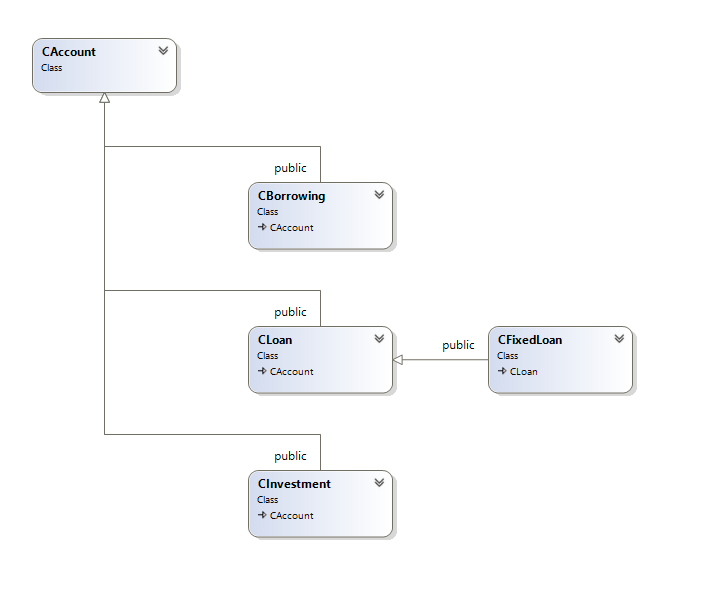 CAccount
Class
public
CBorrowing
Class
CAccount
public
CLoan
Class
CAccount
public
CFixedLoan
Class
CLoan
public
CInvestment
Class
CAccount